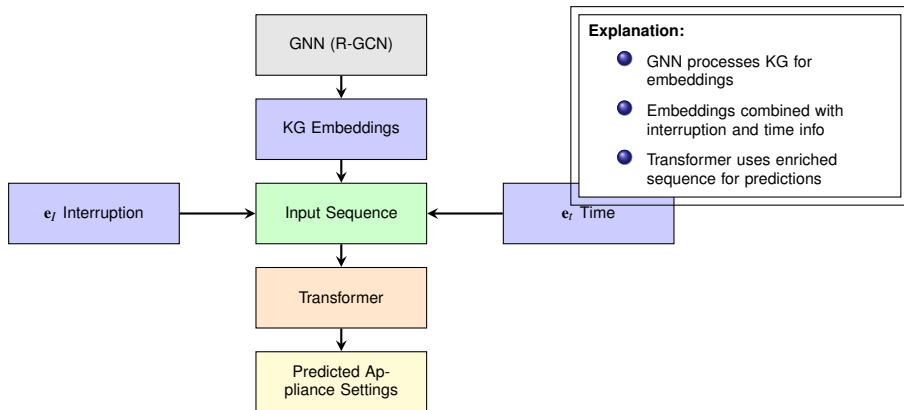 GNN (R-GCN)
KG Embeddings
e_I Interruption
Input Sequence
e_t Time
Transformer
Predicted Ap-
pliance Settings
Explanation:
GNN processes KG for
embeddings
Embeddings combined with
interruption and time info
Transformer uses enriched
sequence for predictions